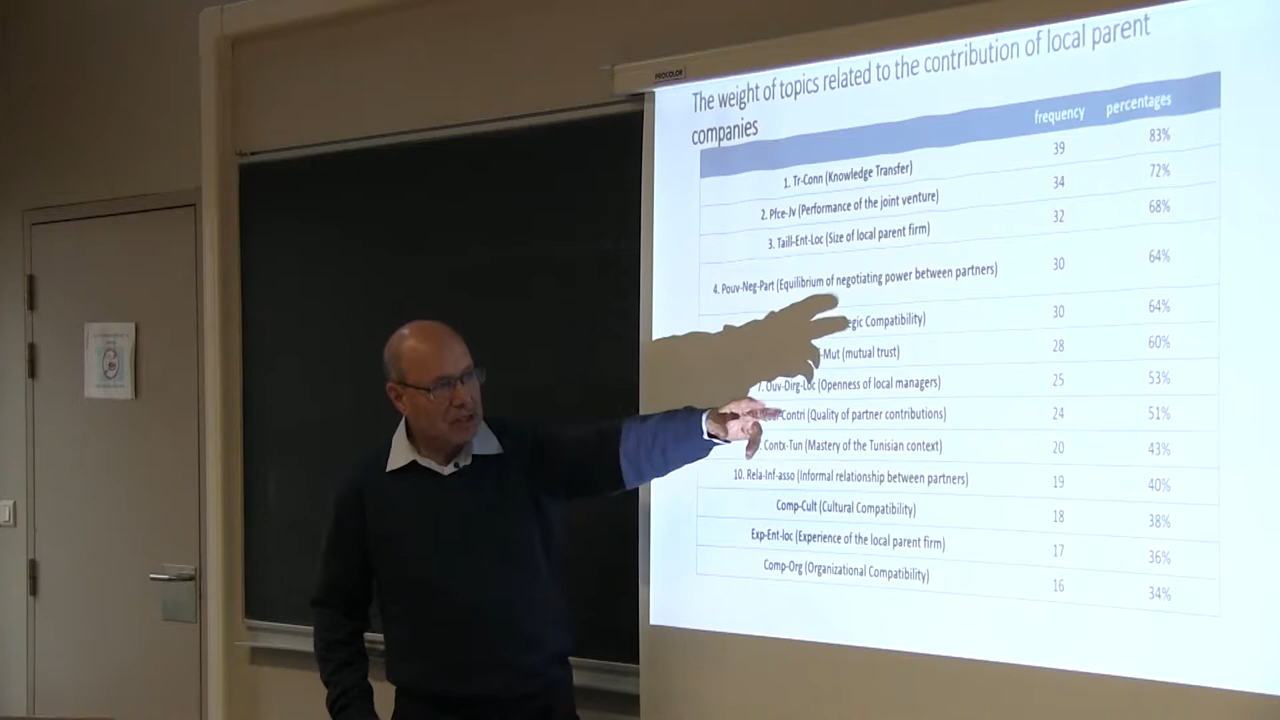 PROCOLOR
The weight of topics related to the contribution of local parent
companies
frequency percentages
1. Tr-Conn (Knowledge Transfer) 39 83%
2. Pfce-Jv (Performance of the joint venture) 34 72%
3. Taill-Ent-Loc (Size of local parent firm) 32 68%
4. Pouv-Neg-Part (Equilibrium of negotiating power between partners) 30 64%
Compatibility) 30 64%
(mutual trust) 28 60%
7. Ouv-Dirg-Loc (Openness of local managers) 25 53%
(Quality of partner contributions) 24 51%
Contx-Tun (Mastery of the Tunisian context) 20 43%
10. Rela-Inf-asso (Informal relationship between partners) 19 40%
Comp-Cult (Cultural Compatibility) 18 38%
Exp-Ent-loc (Experience of the local parent firm) 17 36%
Comp-Org (Organizational Compatibility) 16 34%